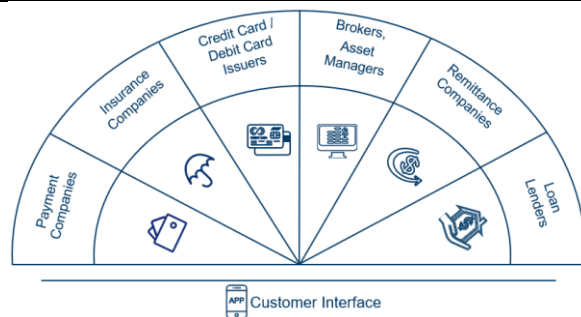 Payment
Companies
Insurance
Companies
Credit Card /
Debit Card
Issuers
Brokers,
Asset
Managers
Remittance
Companies
Loan
Lenders
APP
Customer Interface